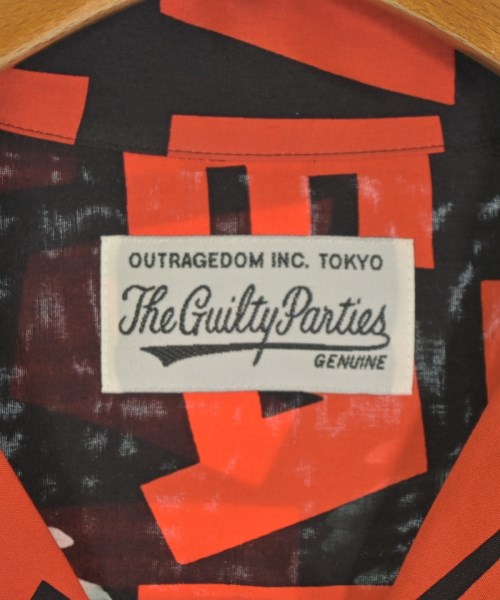 OUTRAGEDOM INC. TOKYO
The Guilty Parties
GENUINE